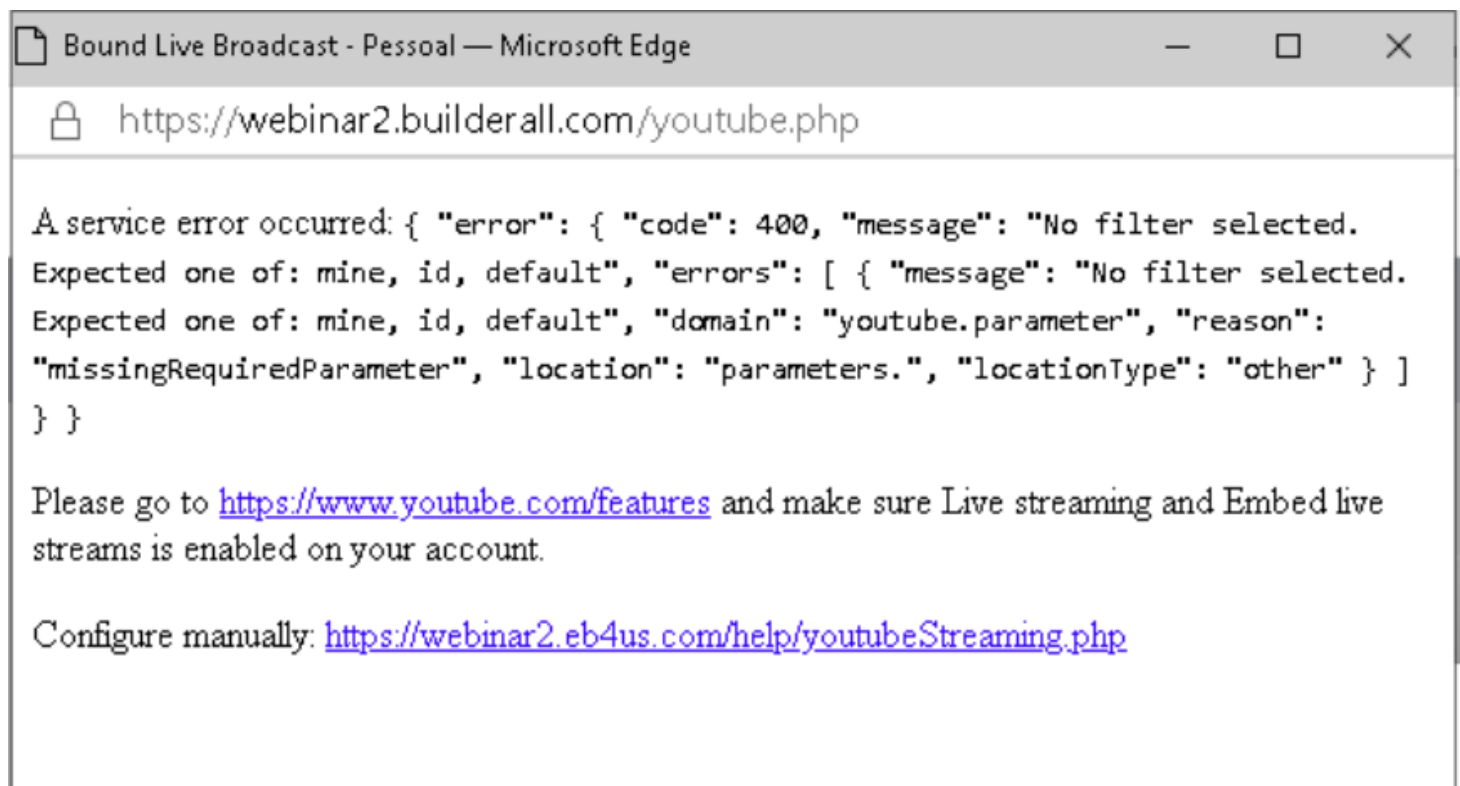 Bound Live Broadcast - Pessoal — Microsoft Edge
https://webinar2.builderall.com/youtube.php
A service error occurred: { "error": { "code": 400, "message": "No filter selected.
Expected one of: mine, id, default", "errors": [ { "message": "No filter selected.
Expected one of: mine, id, default", "domain": "youtube.parameter", "reason":
"missingRequiredParameter", "location": "parameters.", "locationType": "other" } ]
} }
Please go to https://www.youtube.com/features and make sure Live streaming and Embed live
streams is enabled on your account.
Configure manually: https://webinar2.eb4us.com/help/youtubeStreaming.php